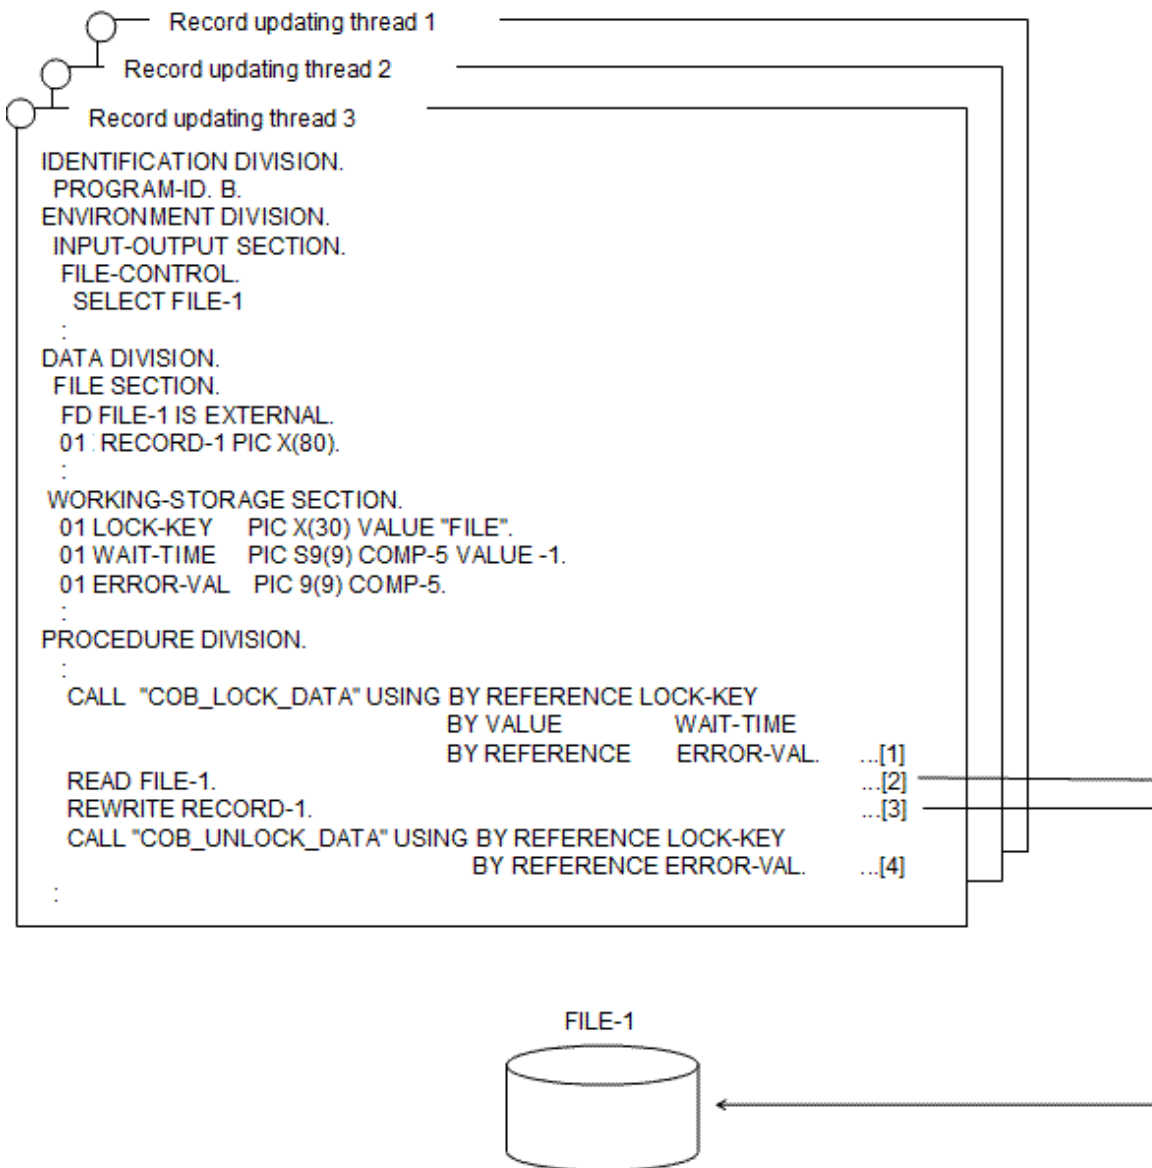 Record updating thread 1
Record updating thread 2
Record updating thread 3
IDENTIFICATION DIVISION.
PROGRAM-ID. B.
ENVIRONMENT DIVISION.
INPUT-OUTPUT SECTION.
FILE-CONTROL.
SELECT FILE-1
:
DATA DIVISION.
FILE SECTION.
FD FILE-1 IS EXTERNAL.
01 RECORD-1 PIC X(80).
:
WORKING-STORAGE SECTION.
01 LOCK-KEY PIC X(30) VALUE "FILE".
01 WAIT-TIME PIC S9(9) COMP-5 VALUE -1.
01 ERROR-VAL PIC 9(9) COMP-5.
:
PROCEDURE DIVISION.
:
CALL "COB_LOCK_DATA" USING BY REFERENCE LOCK-KEY
BY VALUE WAIT-TIME
BY REFERENCE ERROR-VAL. ...[1]
READ FILE-1. ...[2]
REWRITE RECORD-1. ...[3]
CALL "COB_UNLOCK_DATA" USING BY REFERENCE LOCK-KEY
BY REFERENCE ERROR-VAL. ...[4]
:
FILE-1